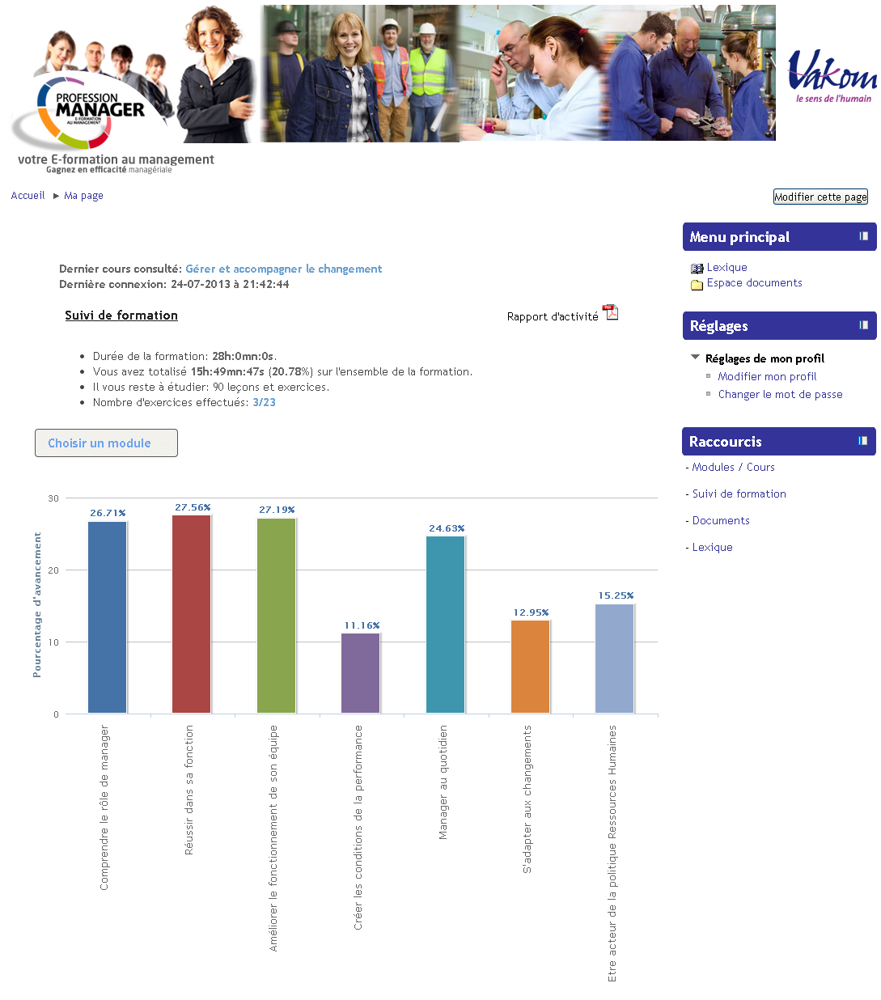 PROFESSION
MANAGER
E-FORMATION
AU MANAGEMENT
votre E-formation au management
Gagnez en efficacité managériale
Vakom
le sens de l'humain
Accueil ► Ma page
Modifier cette page
Dernier cours consulté: Gérer et accompagner le changement
Dernière connexion: 24-07-2013 à 21:42:44
Suivi de formation
Rapport d'activité
• Durée de la formation: 28h:0mn:0s.
• Vous avez totalisé 15h:49mn:47s (20.78%) sur l'ensemble de la formation.
• Il vous reste à étudier: 90 leçons et exercices.
• Nombre d'exercices effectués: 3/23
Choisir un module
Pourcentage d'avancement
30
20
10
0
26.71%
27.56%
27.19%
11.16%
24.63%
12.95%
15.25%
Comprendre le rôle de manager
Réussir dans sa fonction
Améliorer le fonctionnement de son équipe
Créer les conditions de la performance
Manager au quotidien
S'adapter aux changements
Etre acteur de la politique Ressources Humaines
Menu principal
Lexique
Espace documents
Réglages
Réglages de mon profil
Modifier mon profil
Changer le mot de passe
Raccourcis
- Modules / Cours
- Suivi de formation
- Documents
- Lexique